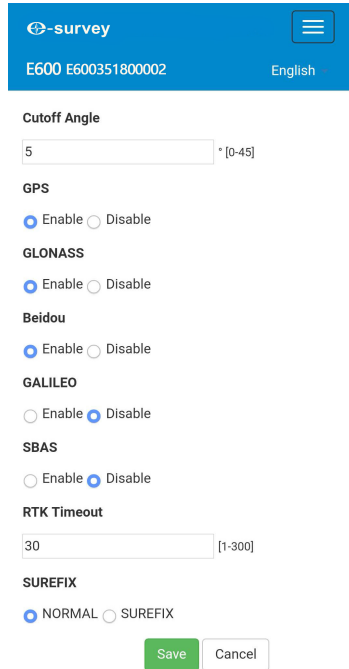 e-survey
E600 E600351800002 English
Cutoff Angle
5 ° [0-45]
GPS
Enable Disable
GLONASS
Enable Disable
Beidou
Enable Disable
GALILEO
Enable Disable
SBAS
Enable Disable
RTK Timeout
30 [1-300]
SUREFIX
NORMAL SUREFIX
Save Cancel